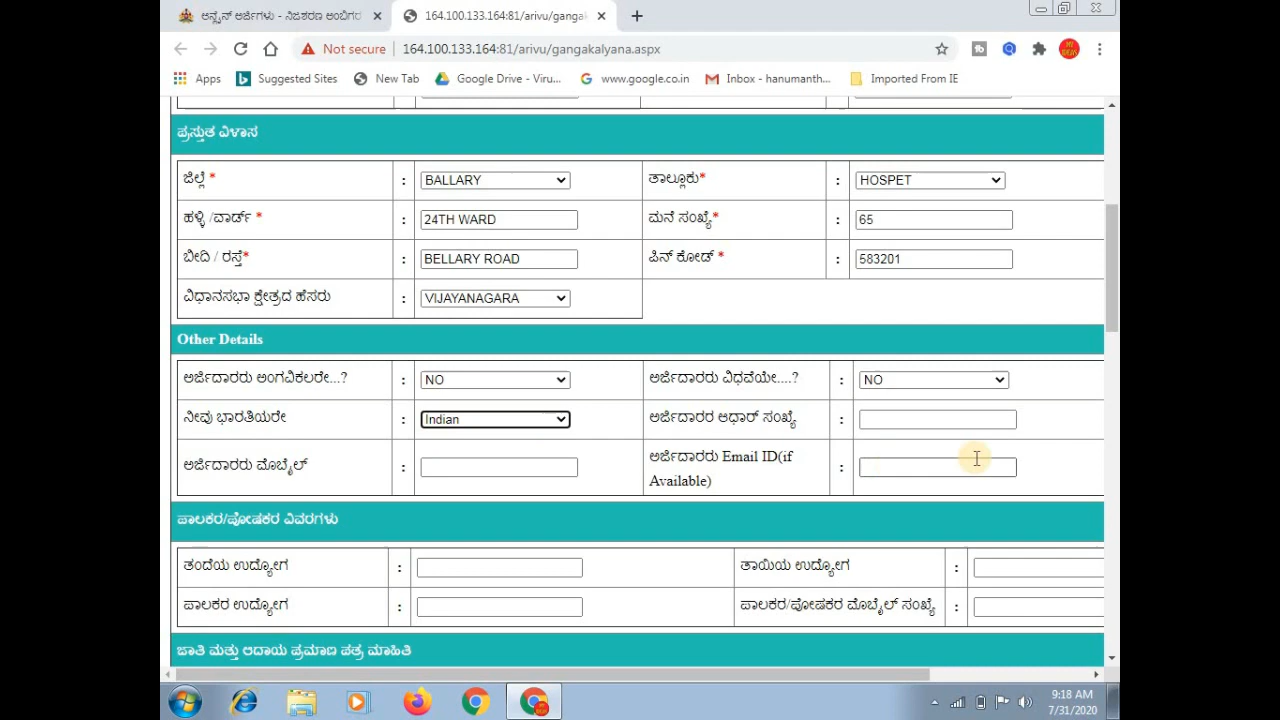 ಆನ್ಲೈನ್ ಅರ್ಜಿಗಳು - ನಿಜಶರಣ ಅಂಬಿಗರ
164.100.133.164:81/arivu/ganga
Not secure
164.100.133.164:81/arivu/gangakalyana.aspx
Apps
Suggested Sites
New Tab
Google Drive - Viru...
www.google.co.in
Inbox - hanumanth...
Imported From IE
ಪ್ರಸ್ತುತ ವಿಳಾಸ
ಜಿಲ್ಲೆ * : BALLARY ತಾಲ್ಲೂಕು* : HOSPET
ಹಳ್ಳಿ /ವಾರ್ಡ್ * : 24TH WARD ಮನೆ ಸಂಖ್ಯೆ* : 65
ಬೀದಿ / ರಸ್ತೆ* : BELLARY ROAD ಪಿನ್ ಕೋಡ್ * : 583201
ವಿಧಾನಸಭಾ ಕ್ಷೇತ್ರದ ಹೆಸರು : VIJAYANAGARA
Other Details
ಅರ್ಜಿದಾರರು ಅಂಗವಿಕಲರೇ...? : NO ಅರ್ಜಿದಾರರು ವಿಧವೆಯೇ....? : NO
ನೀವು ಭಾರತಿಯರೇ : Indian ಅರ್ಜಿದಾರರ ಆಧಾರ್ ಸಂಖ್ಯೆ :
ಅರ್ಜಿದಾರರು ಮೊಬೈಲ್ : ಅರ್ಜಿದಾರರು Email ID(if
Available) :
ಪಾಲಕರ/ಪೋಷಕರ ವಿವರಗಳು
ತಂದೆಯ ಉದ್ಯೋಗ : ತಾಯಿಯ ಉದ್ಯೋಗ :
ಪಾಲಕರ ಉದ್ಯೋಗ : ಪಾಲಕರ/ಪೋಷಕರ ಮೊಬೈಲ್ ಸಂಖ್ಯೆ :
ಜಾತಿ ಮತ್ತು ಆದಾಯ ಪ್ರಮಾಣ ಪತ್ರ ಮಾಹಿತಿ
9:18 AM
7/31/2020